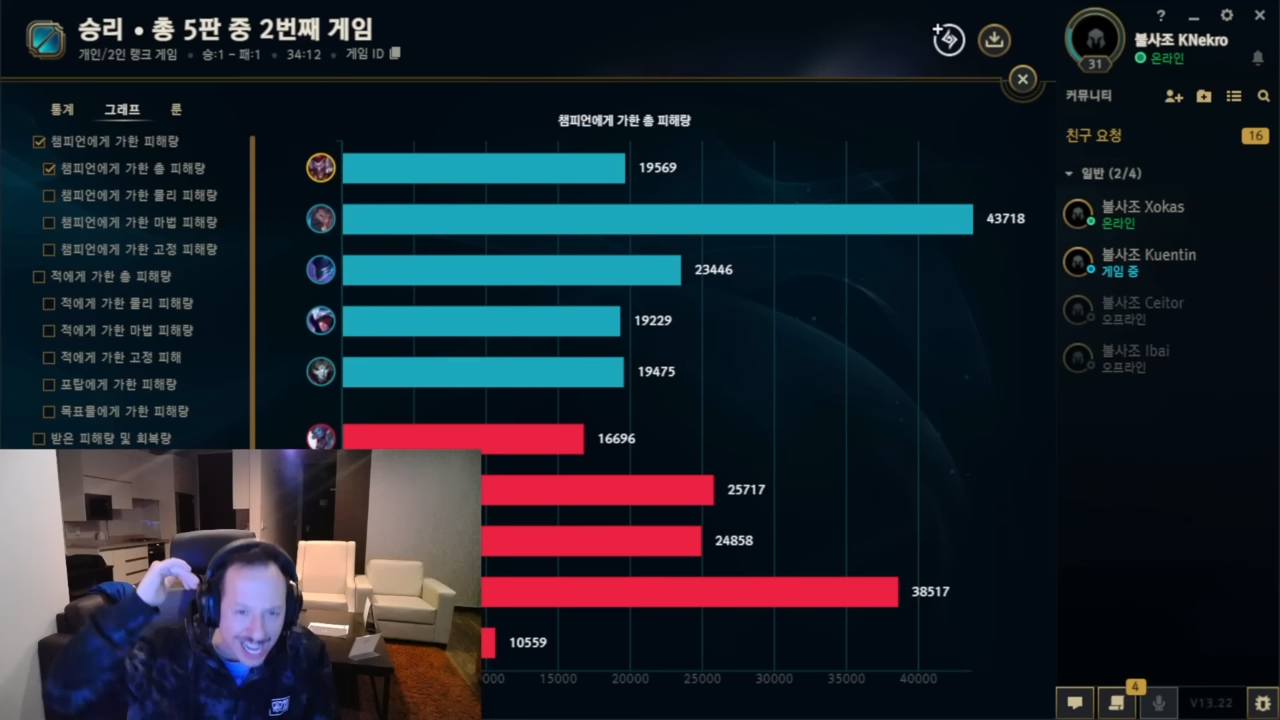 승리 • 총 5판 중 2번째 게임
개인/2인 랭크 게임 • 승:1 - 패:1 • 34:12 • 게임 ID
통계 그래프 룬
챔피언에게 가한 피해량
챔피언에게 가한 총 피해량
챔피언에게 가한 물리 피해량
챔피언에게 가한 마법 피해량
챔피언에게 가한 고정 피해량
적에게 가한 총 피해량
적에게 가한 물리 피해량
적에게 가한 마법 피해량
적에게 가한 고정 피해
포탑에게 가한 피해량
목표물에게 가한 피해량
받은 피해량 및 회복량
챔피언에게 가한 총 피해량
19569
43718
23446
19229
19475
16696
25717
24858
38517
10559
000 15000 20000 25000 30000 35000 40000
?
31
불사조 KNekro
온라인
커뮤니티
친구 요청 16
일반 (2/4)
불사조 Xokas
온라인
불사조 Kuentin
게임 중
불사조 Ceitor
오프라인
불사조 Ibai
오프라인
4
V13.22